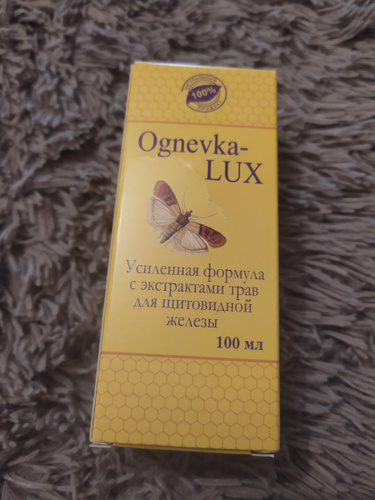 100%
Ognevka-
LUX
Усиленная формула
с экстрактами трав
для щитовидной
железы
100 мл